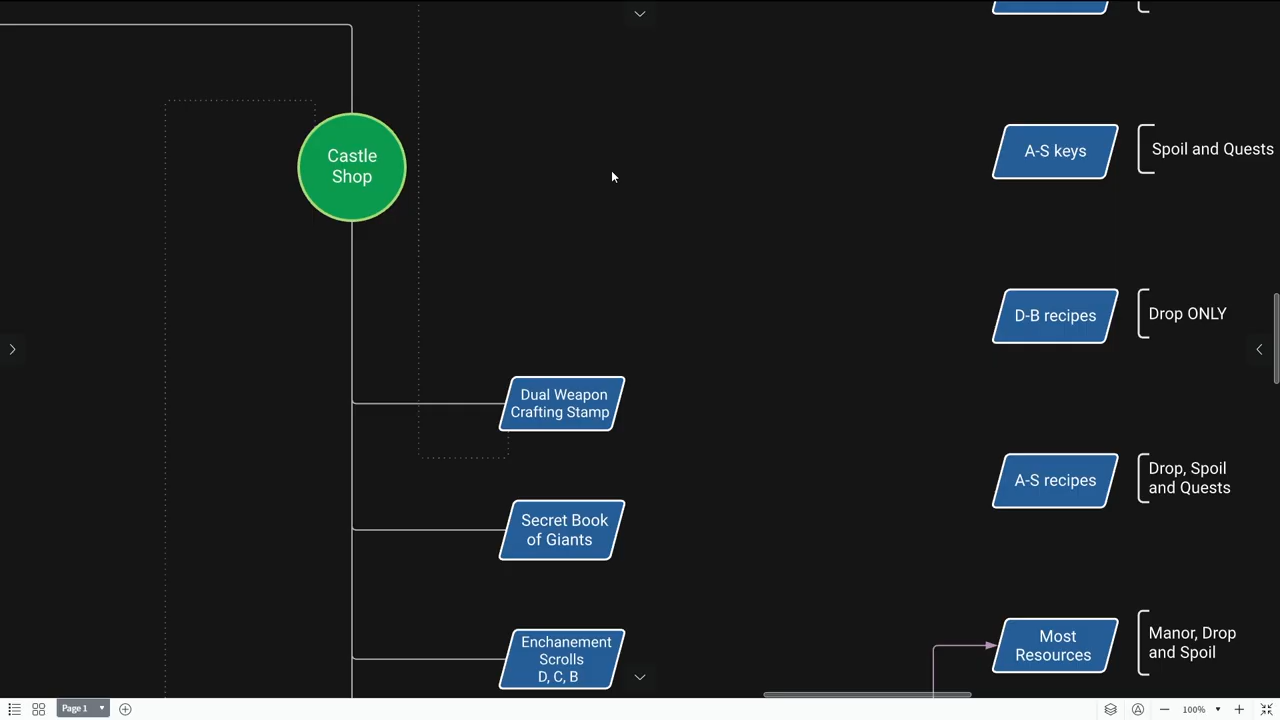 Castle
Shop
A-S keys
Spoil and Quests
D-B recipes
Drop ONLY
Dual Weapon
Crafting Stamp
A-S recipes
Drop, Spoil
and Quests
Secret Book
of Giants
Enchanement
Scrolls
D, C, B
Most
Resources
Manor, Drop
and Spoil
Page 1
100%